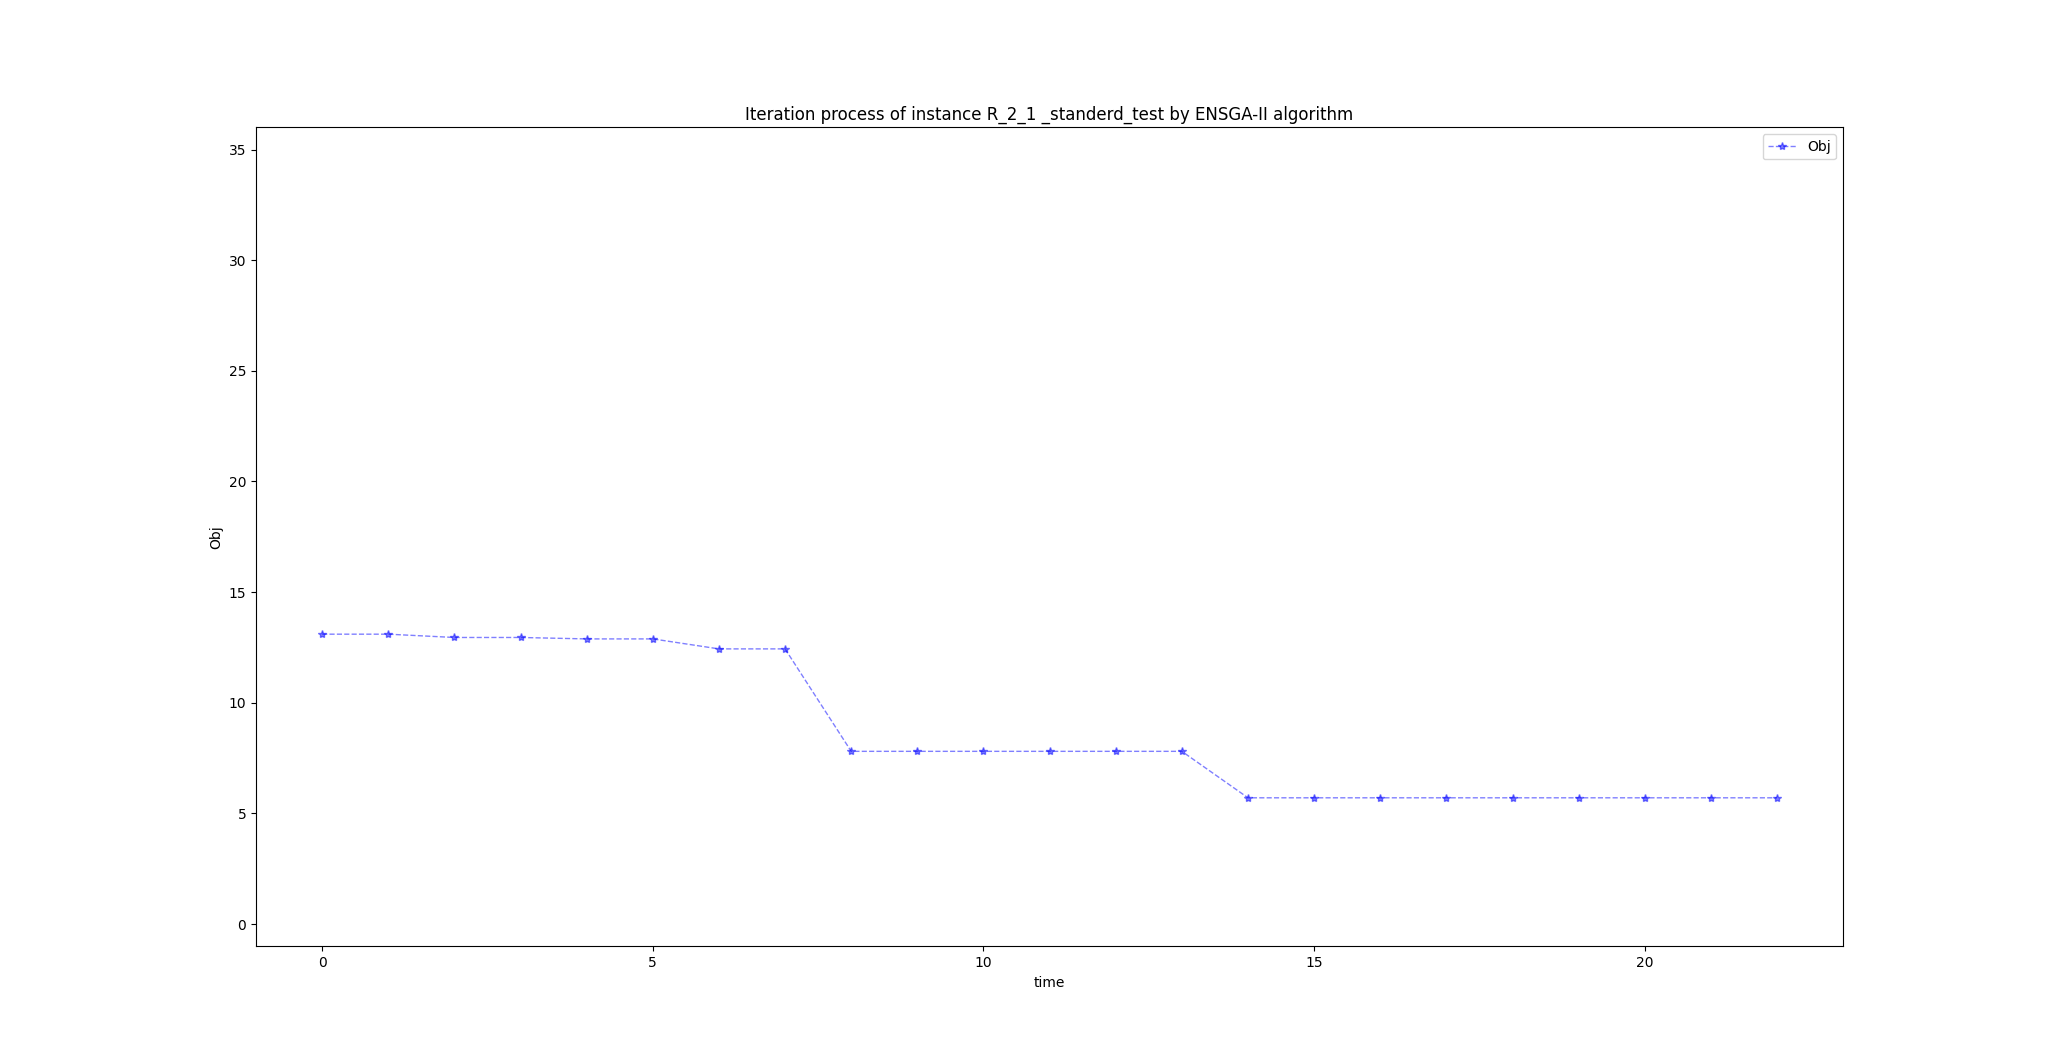 Iteration process of instance R_2_1 _standerd_test by ENSGA-II algorithm
Obj
35
30
25
20
15
10
5
0
Obj
0 5 10 15 20
time